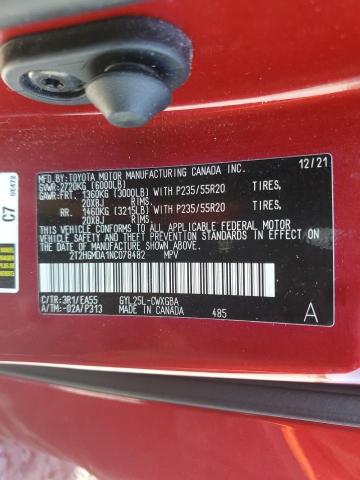 MFD.BY:TOYOTA MOTOR MANUFACTURING CANADA INC. 12/21
GVWR:2720KG (6000LB)
GAWR:FRT. 1360KG (3000LB) WITH P235/55R20 TIRES,
20X8J RIMS,
RR. 1460KG (3215LB) WITH P235/55R20 TIRES,
20X8J RIMS.
THIS VEHICLE CONFORMS TO ALL APPLICABLE FEDERAL MOTOR
VEHICLE SAFETY STANDARDS IN EFFECT ON THE DATE OF
MANUFACTURE SHOWN ABOVE.
2T2HGMDA1NC078482 MPV
C/TR:3R1/EA55 GYL25L-CWXGBA
A/TM:-02A/P313 MADE IN CANADA 485 A
C7
0E472